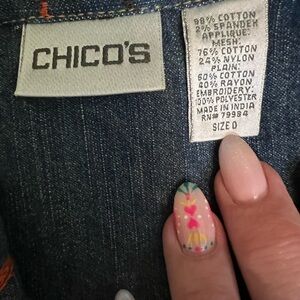 CHICO'S
98% COTTON
2% SPANDEX
APPLIQUE:
MESH:
76% COTTON
24% NYLON
PLAIN:
60% COTTON
40% RAYON
EMBROIDERY:
100% POLYESTER
MADE IN INDIA
RN# 79984
SIZE 0